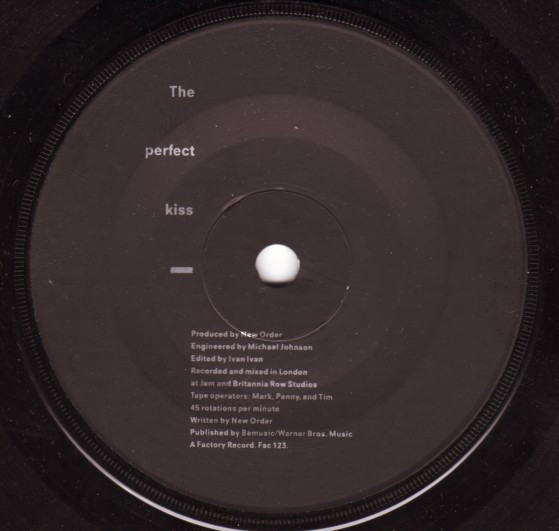 The
perfect
kiss
Produced by New Order
Engineered by Michael Johnson
Edited by Ivan Ivan
Recorded and mixed in London
at Jam and Britannia Row Studios
Tape operators: Mark, Penny, and Tim
45 rotations per minute
Written by New Order
Published by Bemusic/Warner Bros. Music
A Factory Record. Fac 123.